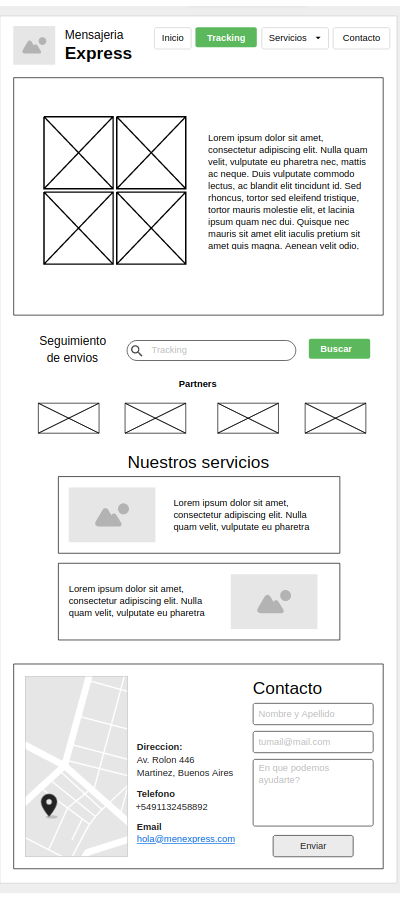 Mensajeria
Express
Inicio
Tracking
Servicios
Contacto
Lorem ipsum dolor sit amet,
consectetur adipiscing elit. Nulla quam
velit, vulputate eu pharetra nec, mattis
ac neque. Duis vulputate commodo
lectus, ac blandit elit tincidunt id. Sed
rhoncus, tortor sed eleifend tristique,
tortor mauris molestie elit, et lacinia
ipsum quam nec dui. Quisque nec
mauris sit amet elit iaculis pretium sit
amet quis magna. Aenean velit odio,
Seguimiento
de envios
Tracking
Buscar
Partners
Nuestros servicios
Lorem ipsum dolor sit amet,
consectetur adipiscing elit. Nulla
quam velit, vulputate eu pharetra
Lorem ipsum dolor sit amet,
consectetur adipiscing elit. Nulla
quam velit, vulputate eu pharetra
Direccion:
Av. Rolon 446
Martinez, Buenos Aires
Telefono
+5491132458892
Email
hola@menexpress.com
Contacto
Nombre y Apellido
tumail@mail.com
En que podemos
ayudarte?
Enviar